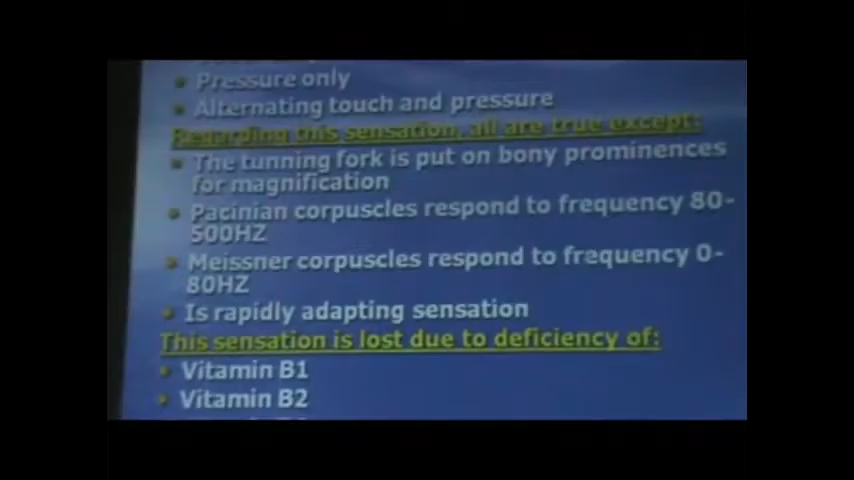 Pressure only
Alternating touch and pressure
Regarding this sensation, all are true except:
The tunning fork is put on bony prominences
for magnification
Pacinian corpuscles respond to frequency 80-
500HZ
Meissner corpuscles respond to frequency 0-
80HZ
Is rapidly adapting sensation
This sensation is lost due to deficiency of:
Vitamin B1
Vitamin B2